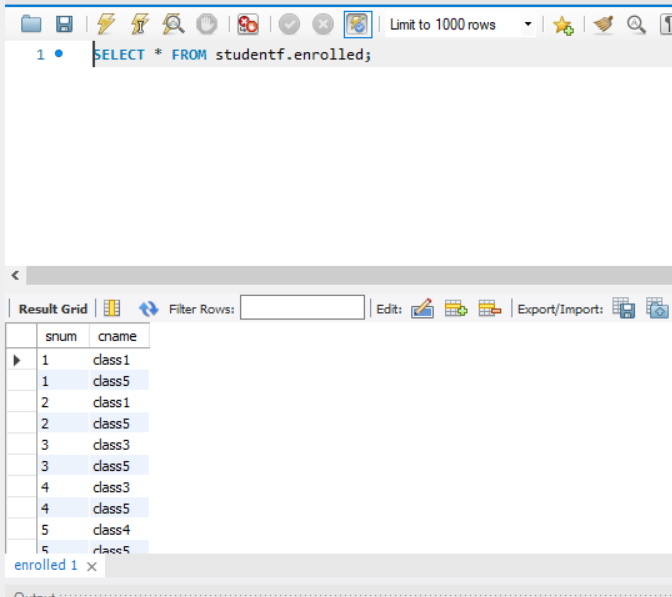 Limit to 1000 rows
1 SELECT * FROM studentf.enrolled;
Result Grid Filter Rows: Edit: Export/Import:
snum cname
1 class1
1 class5
2 class1
2 class5
3 class3
3 class5
4 class3
4 class5
5 class4
5 class5
enrolled 1
Output